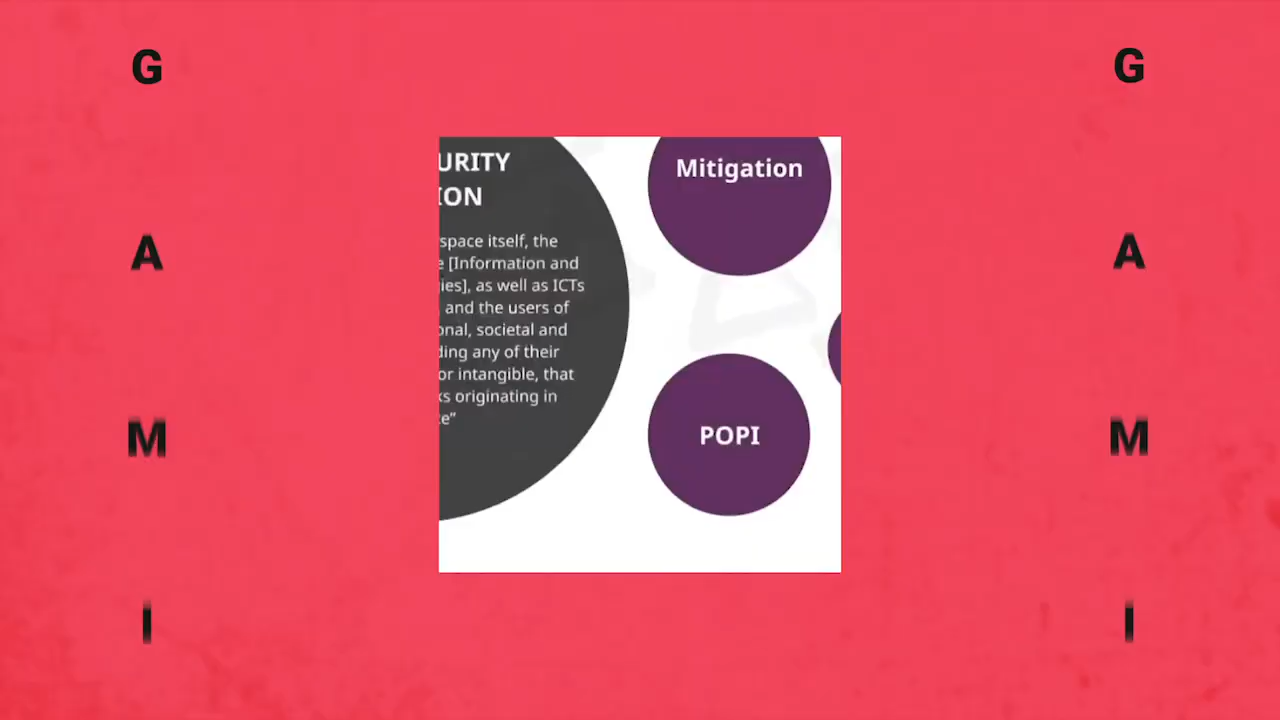 G
A
M
I
URITY
ION
space itself, the
e [Information and
ies], as well as ICTs
, and the users of
onal, societal and
ding any of their
or intangible, that
ks originating in
e”
Mitigation
POPI
G
A
M
I